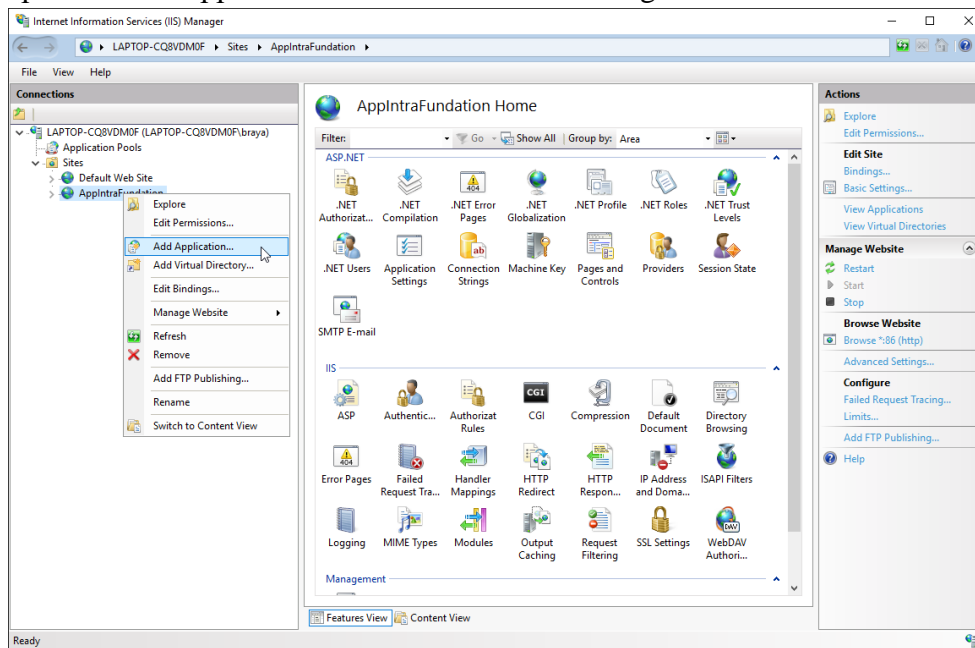 Internet Information Services (IIS) Manager
LAPTOP-CQ8VDM0F
Sites
AppIntraFundation
File View Help
Connections
LAPTOP-CQ8VDM0F (LAPTOP-CQ8VDM0F\braya)
Application Pools
Sites
Default Web Site
AppIntraFundation
Explore
Edit Permissions...
Add Application...
Add Virtual Directory...
Edit Bindings...
Manage Website
Refresh
Remove
Add FTP Publishing...
Rename
Switch to Content View
AppIntraFundation Home
Filter: Go Show All Group by: Area
ASP.NET
.NET Authorizat...
.NET Compilation
.NET Error Pages
.NET Globalization
.NET Profile
.NET Roles
.NET Trust Levels
.NET Users
Application Settings
Connection Strings
Machine Key
Pages and Controls
Providers
Session State
SMTP E-mail
IIS
ASP
Authentic...
Authorizat Rules
CGI
Compression
Default Document
Directory Browsing
Error Pages
Failed Request Tra...
Handler Mappings
HTTP Redirect
HTTP Respon...
IP Address and Doma...
ISAPI Filters
Logging
MIME Types
Modules
Output Caching
Request Filtering
SSL Settings
WebDAV Authori...
Management
Features View Content View
Actions
Explore
Edit Permissions...
Edit Site
Bindings...
Basic Settings...
View Applications
View Virtual Directories
Manage Website
Restart
Start
Stop
Browse Website
Browse *:86 (http)
Advanced Settings...
Configure
Failed Request Tracing...
Limits...
Add FTP Publishing...
Help
Ready